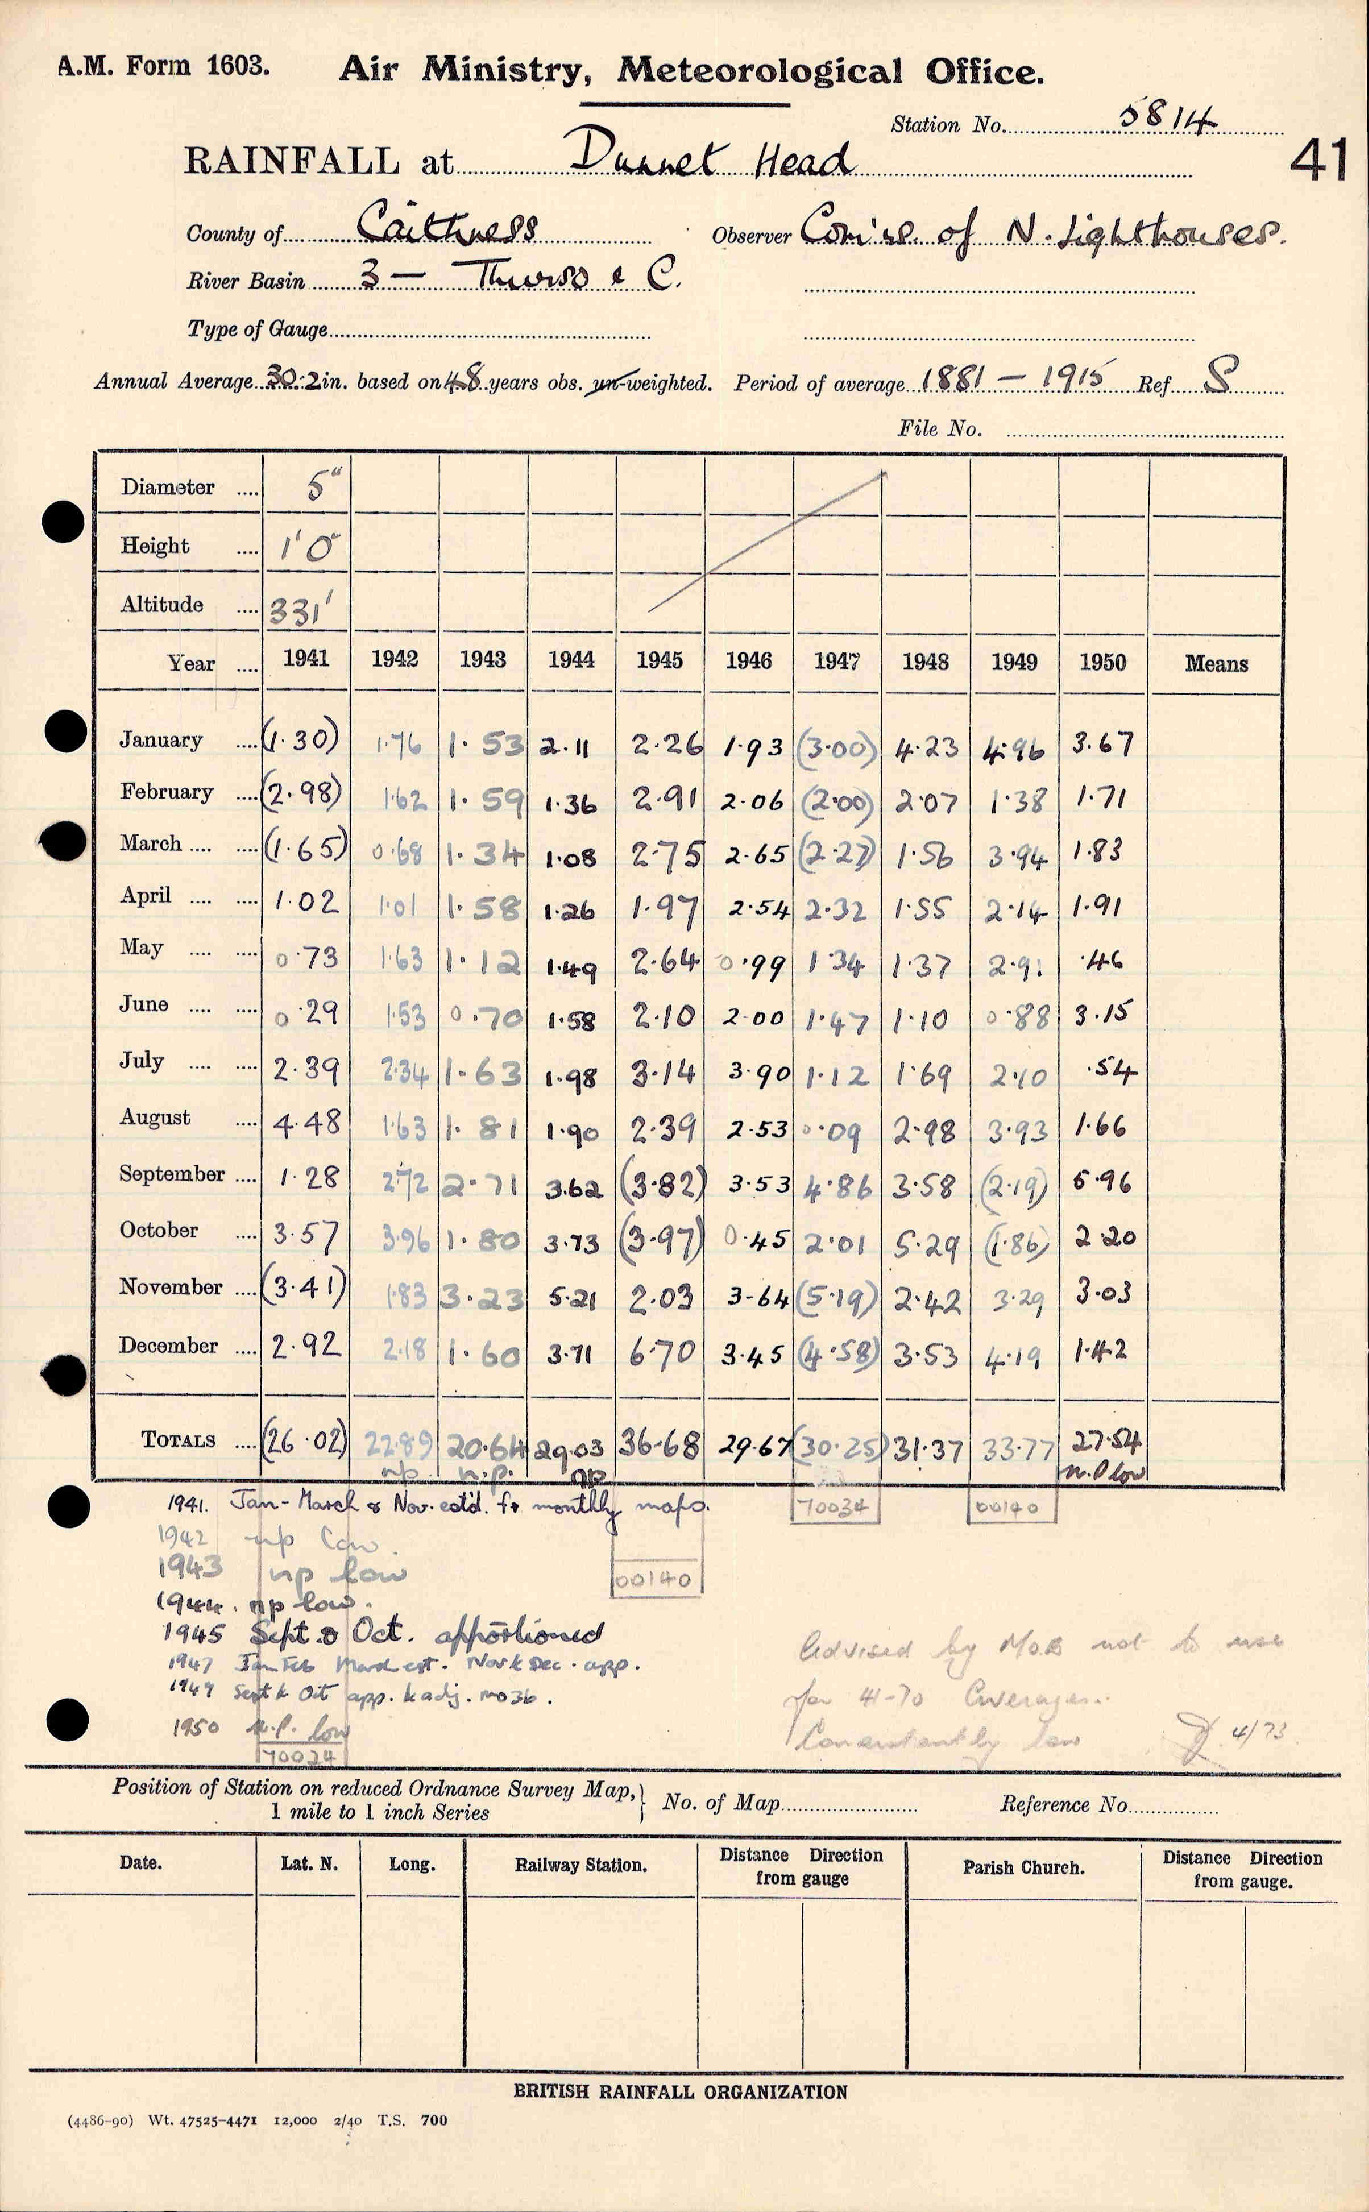 A.M. Form 1603. Air Ministry, Meteorological Office.
Station No. 5814
41
RAINFALL at Dunnet Head
County of Caithness Observer Com'rs. of N. Lighthouses.
River Basin 3 — Thurso & C.
Type of Gauge
Annual Average 30.2 in. based on 48 years obs. un-weighted. Period of average 1881 — 1915 Ref. S
File No.
Diameter .... 5"
Height .... 1'0"
Altitude .... 331'
Year .... 1941 1942 1943 1944 1945 1946 1947 1948 1949 1950 Means
January .... (1.30) 1.76 1.53 2.11 2.26 1.93 (3.00) 4.23 4.96 3.67
February .... (2.98) 1.62 1.59 1.36 2.91 2.06 (2.00) 2.07 1.38 1.71
March .... .... (1.65) 0.68 1.34 1.08 2.75 2.65 (2.27) 1.56 3.94 1.83
April .... .... 1.02 1.01 1.58 1.26 1.97 2.54 2.32 1.55 2.14 1.91
May .... .... 0.73 1.63 1.12 1.49 2.64 0.99 1.34 1.37 2.91 .46
June .... .... 0.29 1.53 0.70 1.58 2.10 2.00 1.47 1.10 0.88 3.15
July .... .... 2.39 2.34 1.63 1.98 3.14 3.90 1.12 1.69 2.10 .54
August .... 4.48 1.63 1.81 1.90 2.39 2.53 0.09 2.98 3.93 1.66
September .... 1.28 2.72 2.71 3.62 (3.82) 3.53 4.86 3.58 (2.19) 5.96
October .... 3.57 3.96 1.80 3.73 (3.97) 0.45 2.01 5.29 (1.86) 2.20
November .... (3.41) 1.83 3.23 5.21 2.03 3.64 (5.19) 2.42 3.29 3.03
December .... 2.92 2.18 1.60 3.71 6.70 3.45 (4.58) 3.53 4.19 1.42
TOTALS .... (26.02) 22.89 20.64 29.03 36.68 29.67 (30.25) 31.37 33.77 27.54
np n.p. np n.p low
1941. Jan - March & Nov. estd. fr. monthly maps. 70034 00140
1942 np low.
1943 np low 00140
1944. np low.
1945 Sept. & Oct. apportioned
1947 Jan Feb March est. Nov & Dec. app.
1949 Sept & Oct app. & adj. mo3b.
1950 n.p. low
70024
Advised by Mo.8 not to use
for 41-70 Averages.
Consistently low 4/73
Position of Station on reduced Ordnance Survey Map, 1 mile to 1 inch Series } No. of Map Reference No.
Date. Lat. N. Long. Railway Station. Distance Direction from gauge Parish Church. Distance Direction from gauge.
BRITISH RAINFALL ORGANIZATION
(4486-90) Wt. 47525-4471 12,000 2/40 T.S. 700